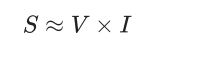 S ≈ V × I